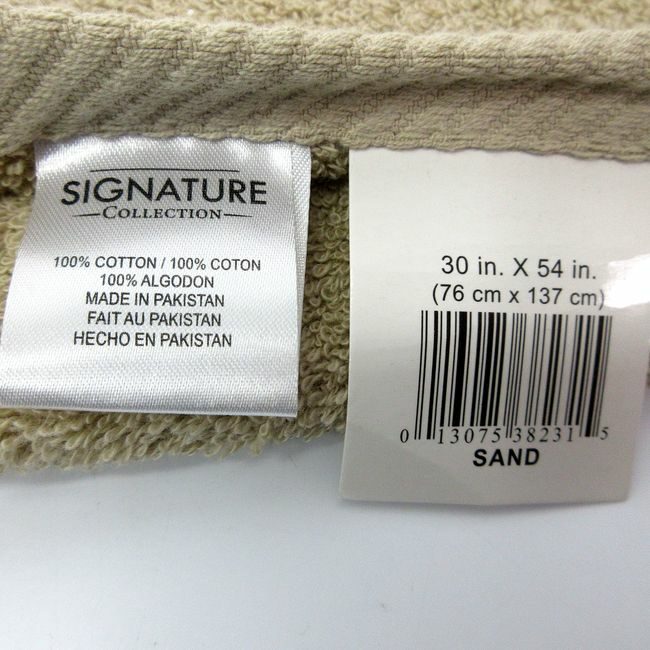 SIGNATURE
COLLECTION
100% COTTON / 100% COTON
100% ALGODON
MADE IN PAKISTAN
FAIT AU PAKISTAN
HECHO EN PAKISTAN
30 in. X 54 in.
(76 cm x 137 cm)
0 13075 38231 5
SAND